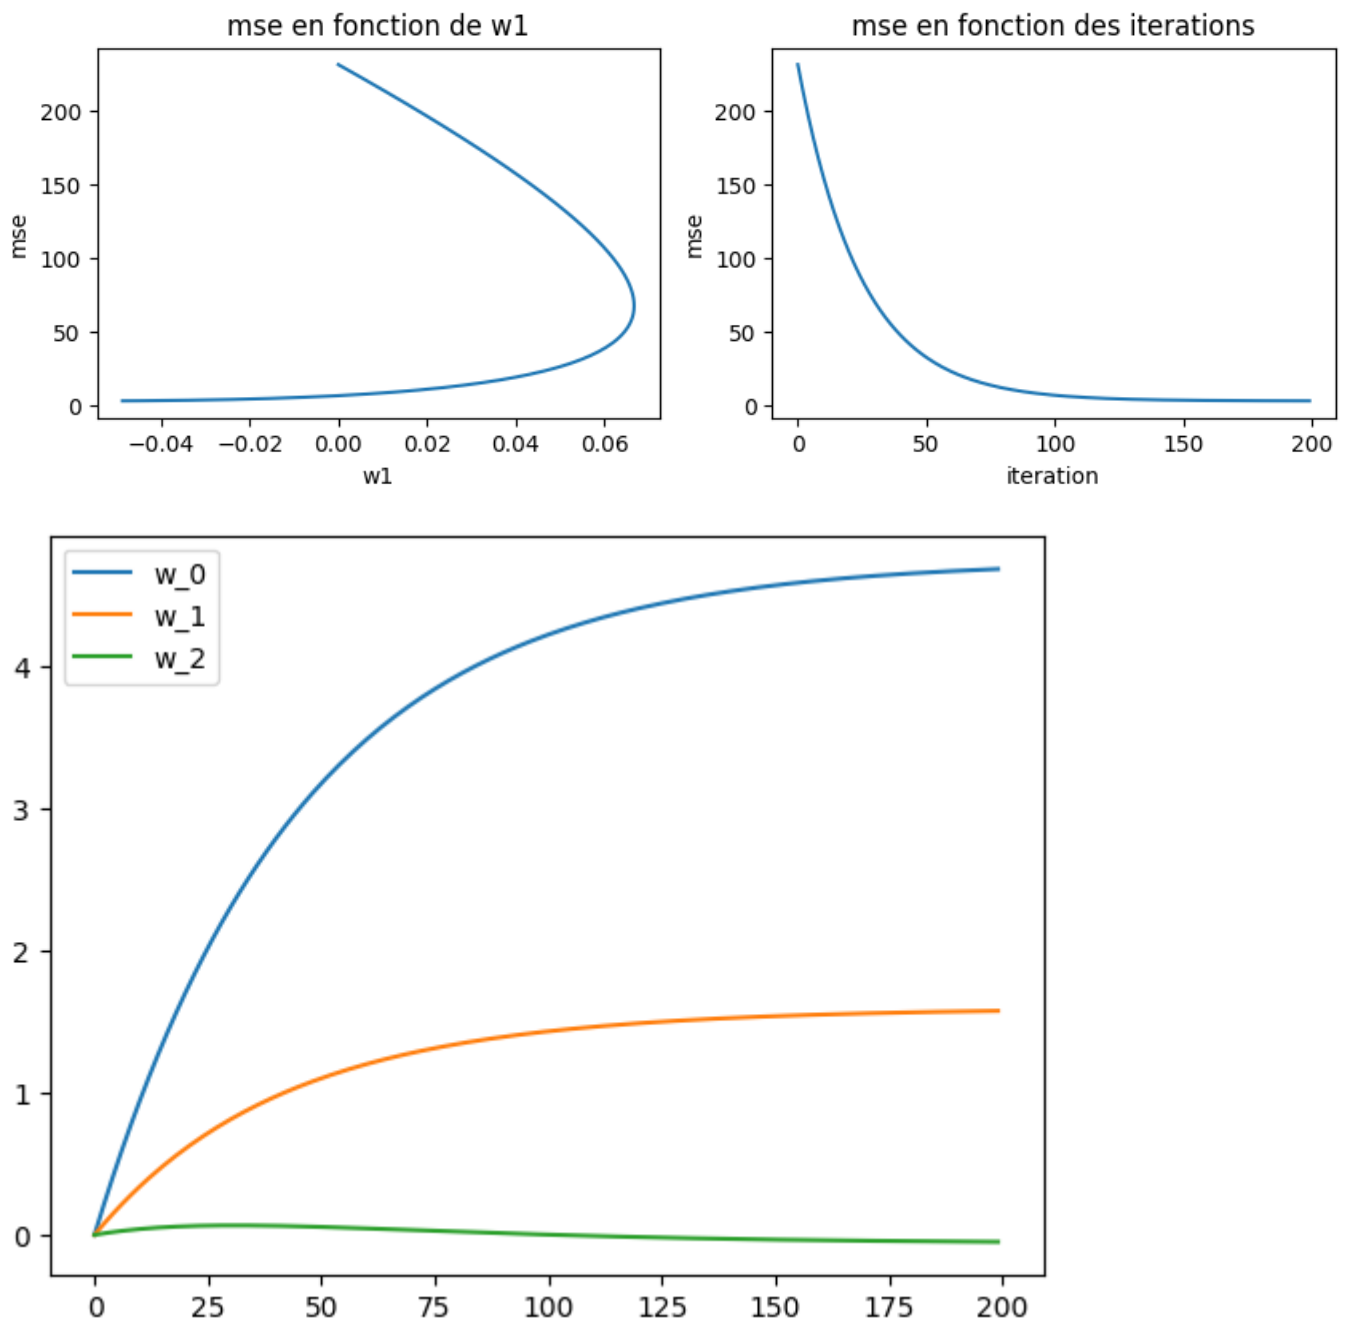 mse en fonction de w1
mse en fonction des iterations
200
150
100
50
0
mse
−0.04 −0.02 0.00 0.02 0.04 0.06
w1
200
150
100
50
0
mse
0 50 100 150 200
iteration
w_0
w_1
w_2
4
3
2
1
0
0 25 50 75 100 125 150 175 200